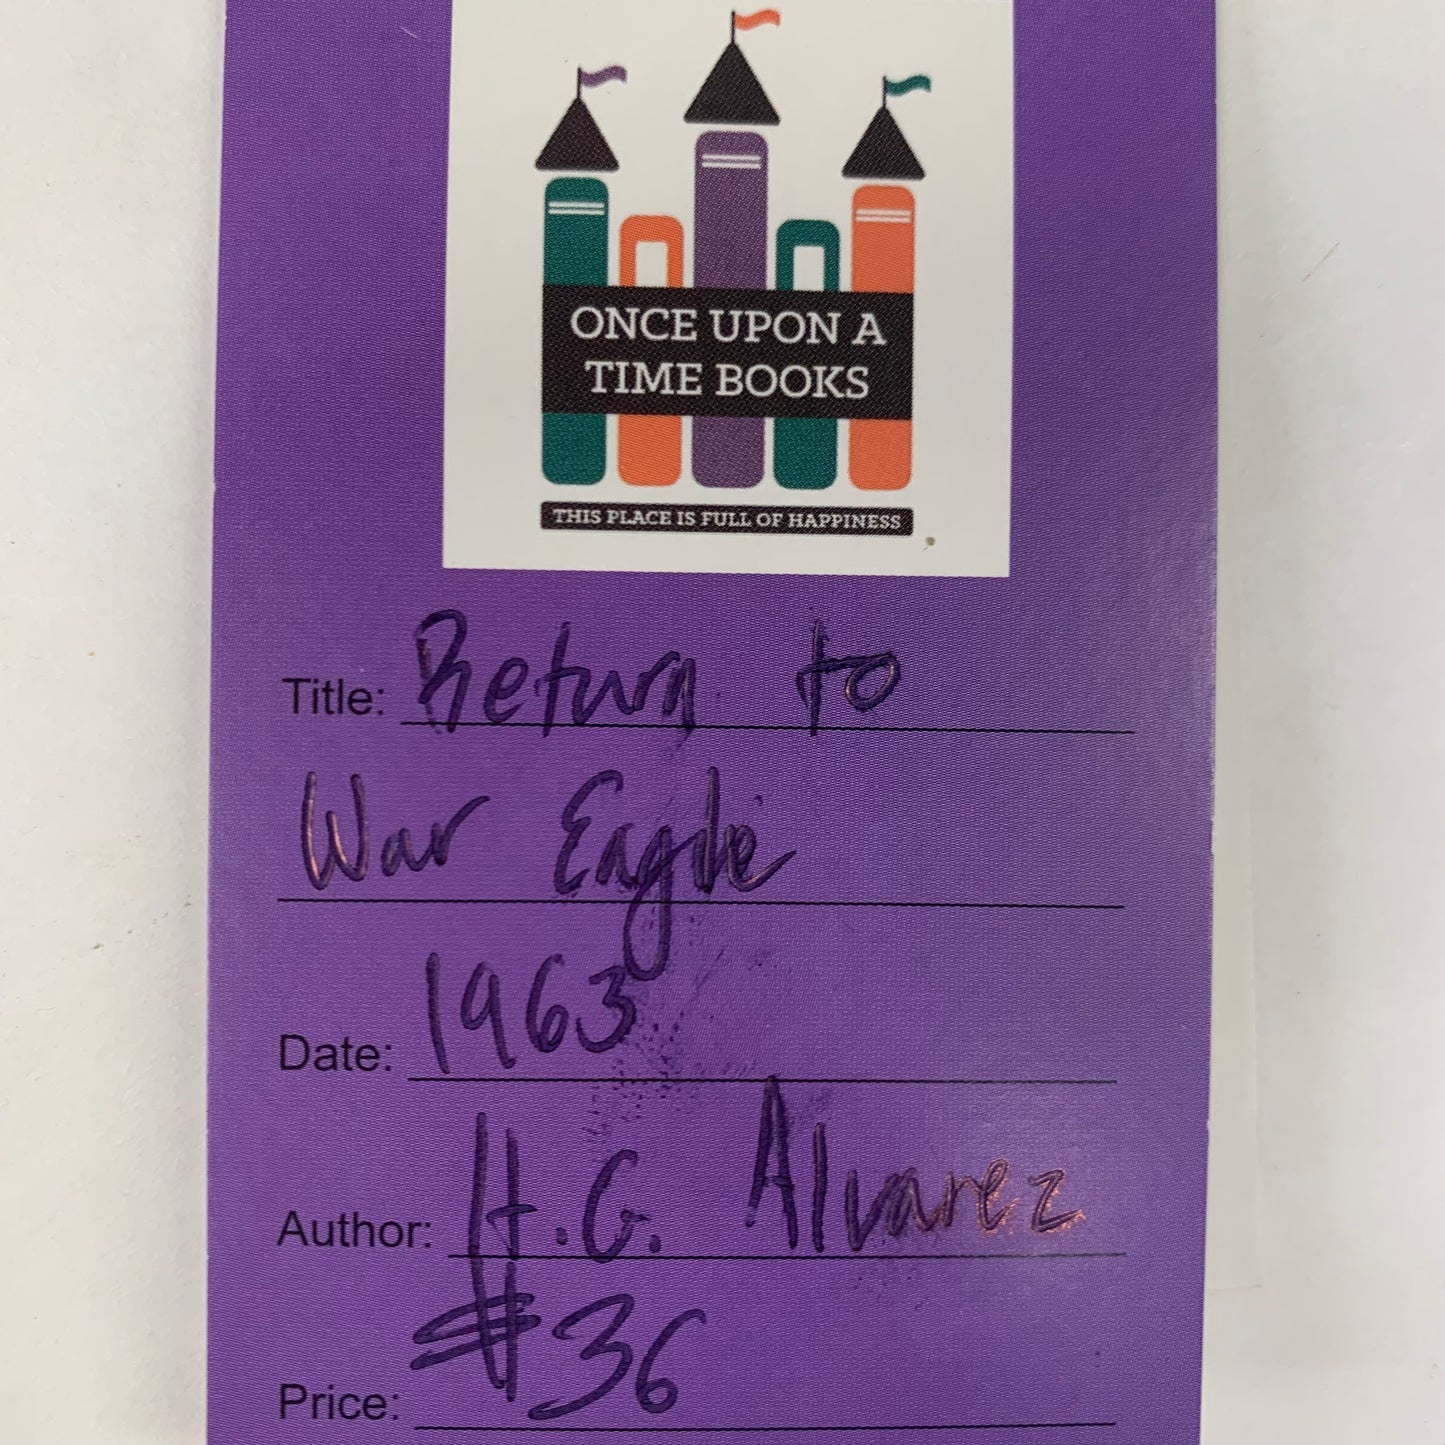 ONCE UPON A
TIME BOOKS
THIS PLACE IS FULL OF HAPPINESS
Title: Return to
War Eagle
Date: 1963
Author: H.G. Alvarez
Price: $36